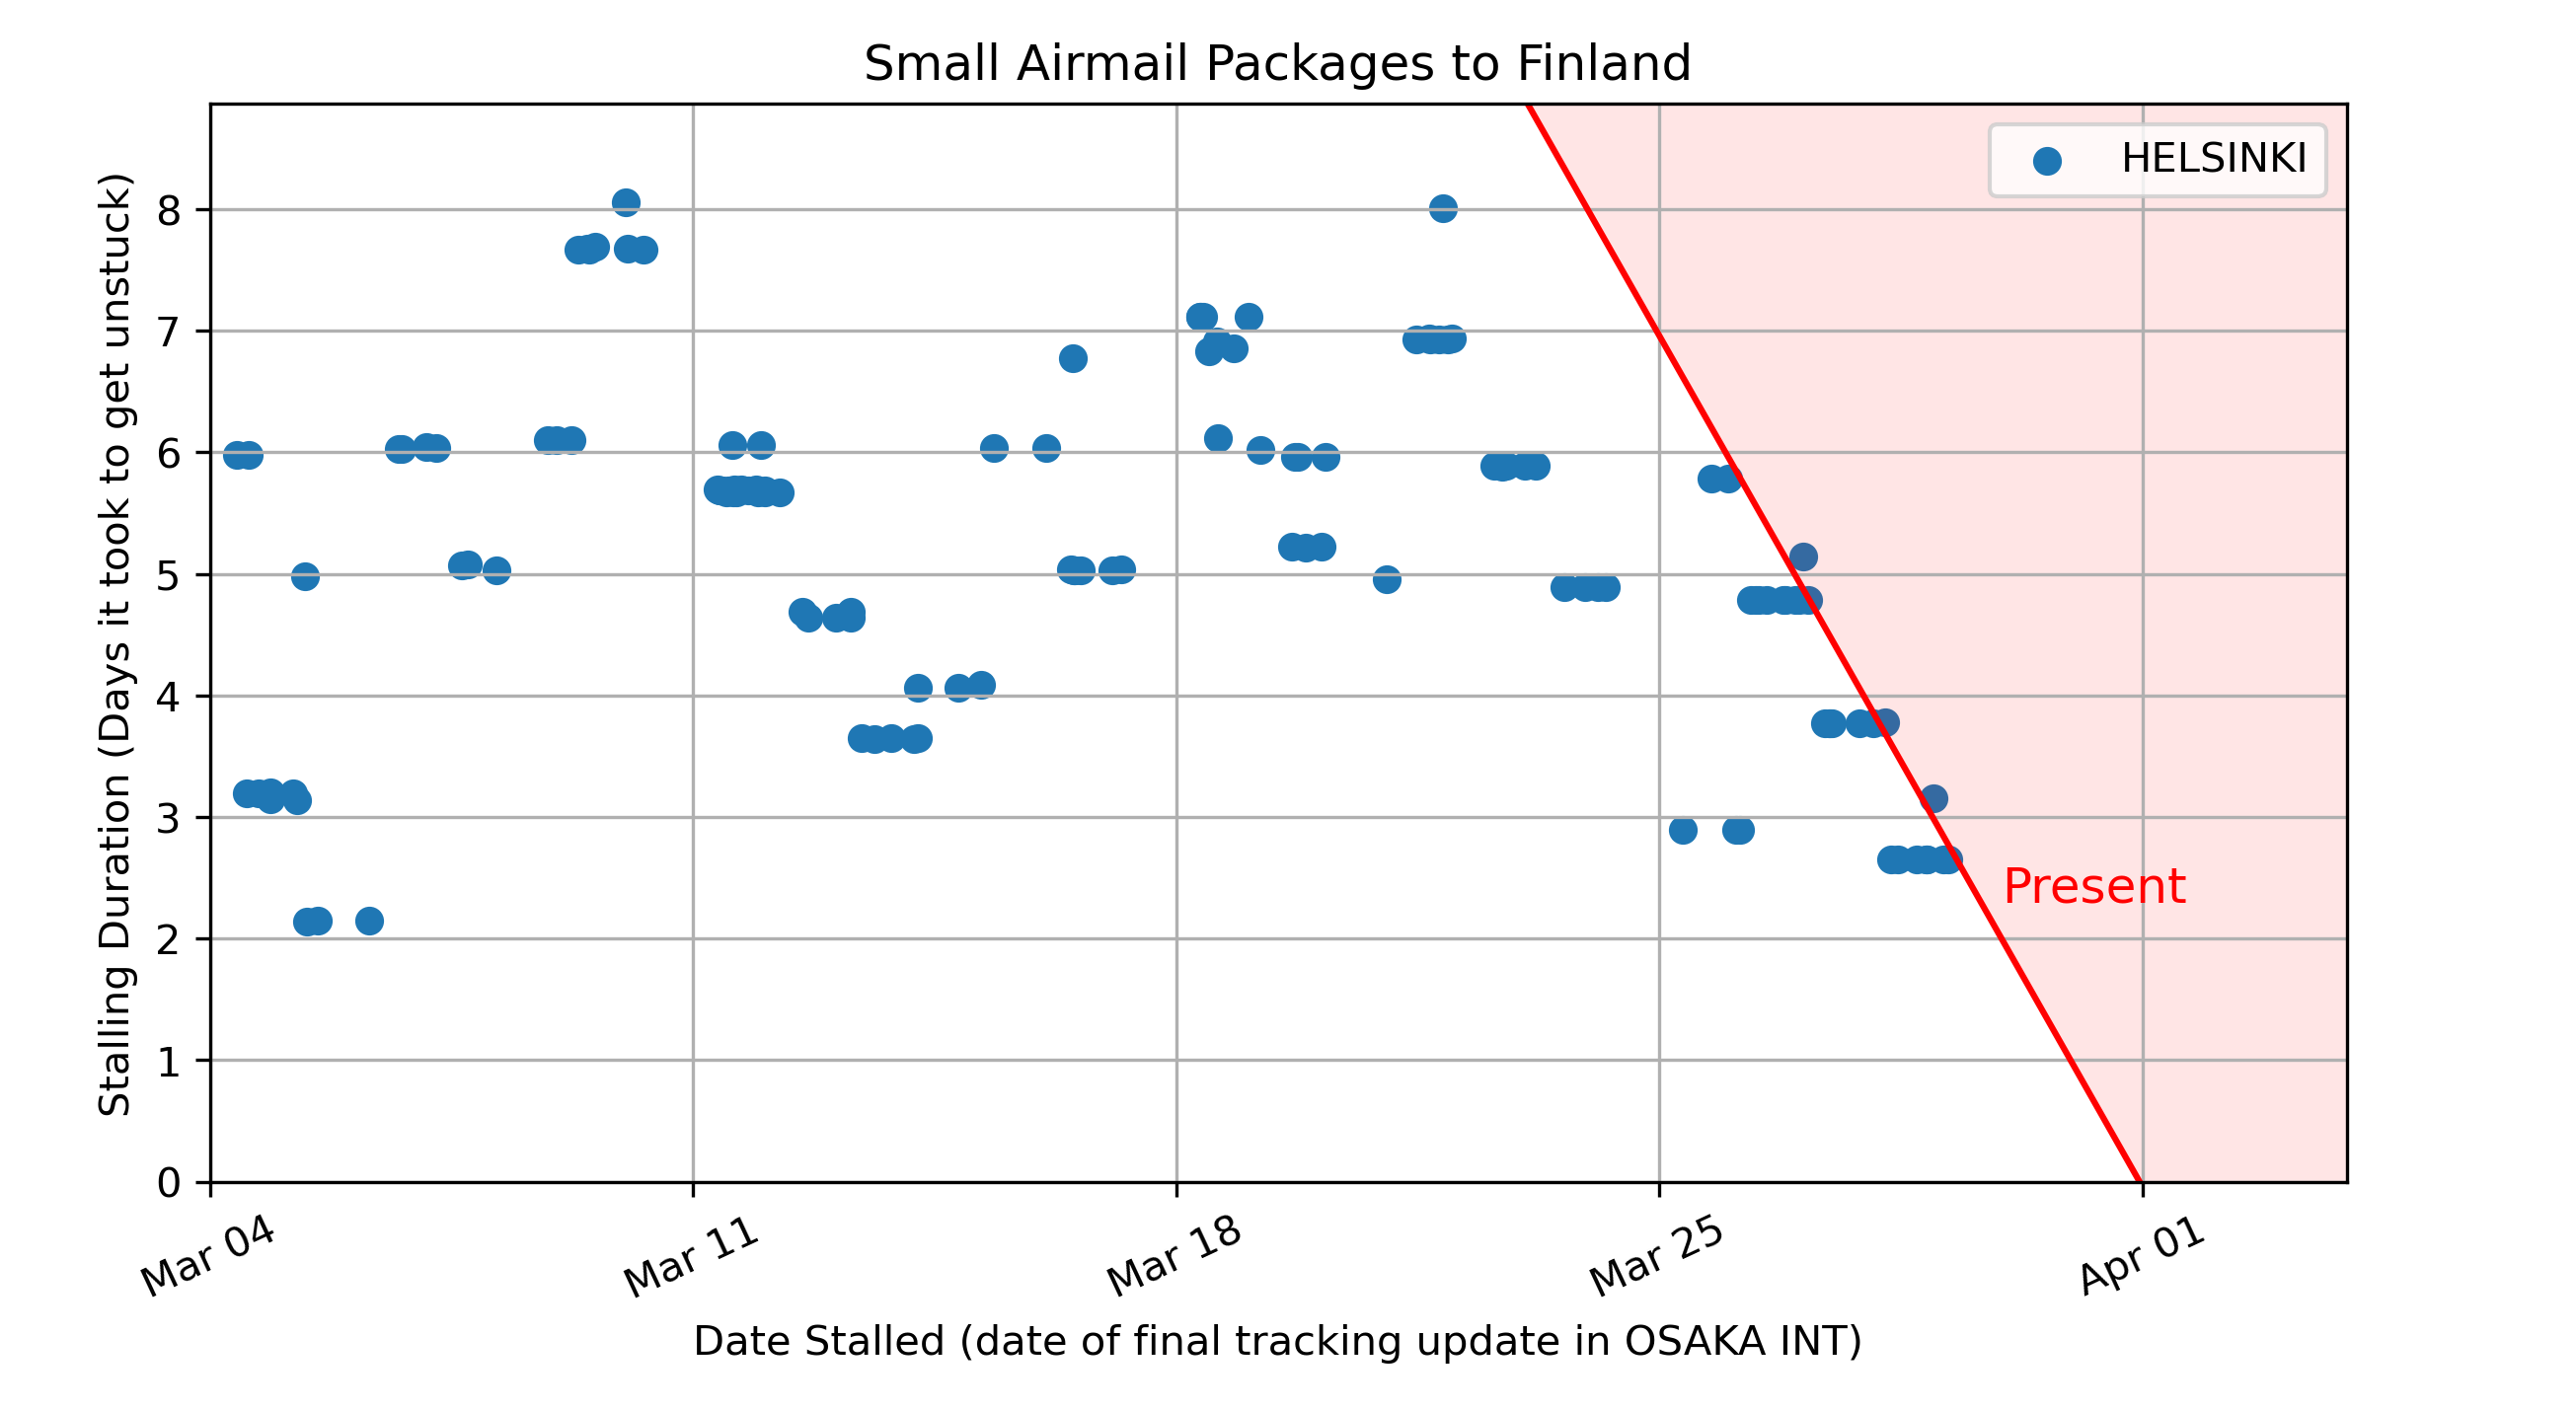 Small Airmail Packages to Finland
HELSINKI
Stalling Duration (Days it took to get unstuck)
8
7
6
5
4
3
2
1
0
Present
Mar 04
Mar 11
Mar 18
Mar 25
Apr 01
Date Stalled (date of final tracking update in OSAKA INT)